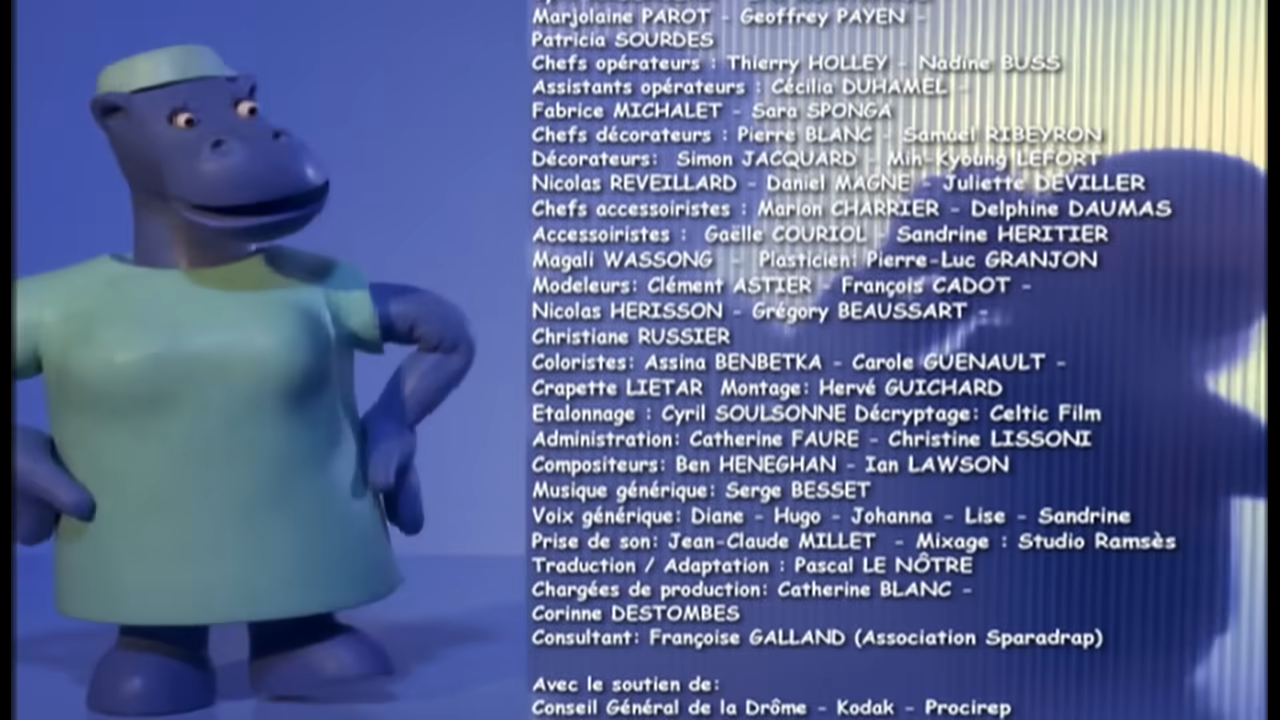 Marjolaine PAROT - Geoffrey PAYEN -
Patricia SOURDES
Chefs opérateurs : Thierry HOLLEY - Nadine BUSS
Assistants opérateurs : Cécilia DUHAMEL -
Fabrice MICHALET - Sara SPONGA
Chefs décorateurs : Pierre BLANC - Samuel RIBEYRON
Décorateurs: Simon JACQUARD - Mih-Kyoung LEFORT
Nicolas REVEILLARD - Daniel MAGNE - Juliette DEVILLER
Chefs accessoiristes : Marion CHARRIER - Delphine DAUMAS
Accessoiristes : Gaëlle COURIOL - Sandrine HERITIER
Magali WASSONG - Plasticien: Pierre-Luc GRANJON
Modeleurs: Clément ASTIER - François CADOT -
Nicolas HERISSON - Grégory BEAUSSART -
Christiane RUSSIER
Coloristes: Assina BENBETKA - Carole GUENAULT -
Crapette LIETAR Montage: Hervé GUICHARD
Etalonnage : Cyril SOULSONNE Décryptage: Celtic Film
Administration: Catherine FAURE - Christine LISSONI
Compositeurs: Ben HENEGHAN - Ian LAWSON
Musique générique: Serge BESSET
Voix générique: Diane - Hugo - Johanna - Lise - Sandrine
Prise de son: Jean-Claude MILLET - Mixage : Studio Ramsès
Traduction / Adaptation : Pascal LE NÔTRE
Chargées de production: Catherine BLANC -
Corinne DESTOMBES
Consultant: Françoise GALLAND (Association Sparadrap)
Avec le soutien de:
Conseil Général de la Drôme - Kodak - Procirep